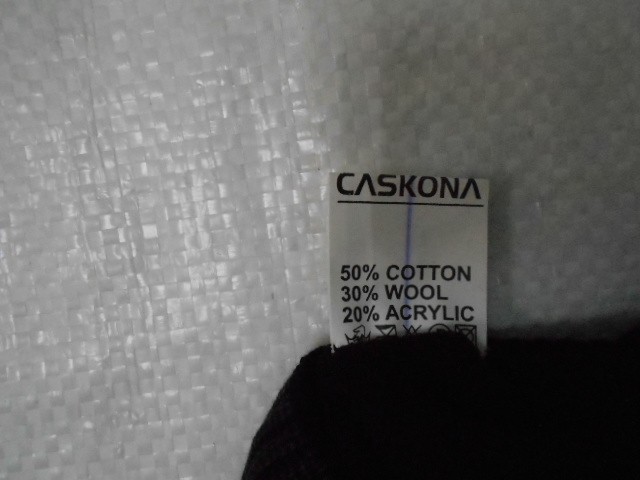 CASKONA
50% COTTON
30% WOOL
20% ACRYLIC